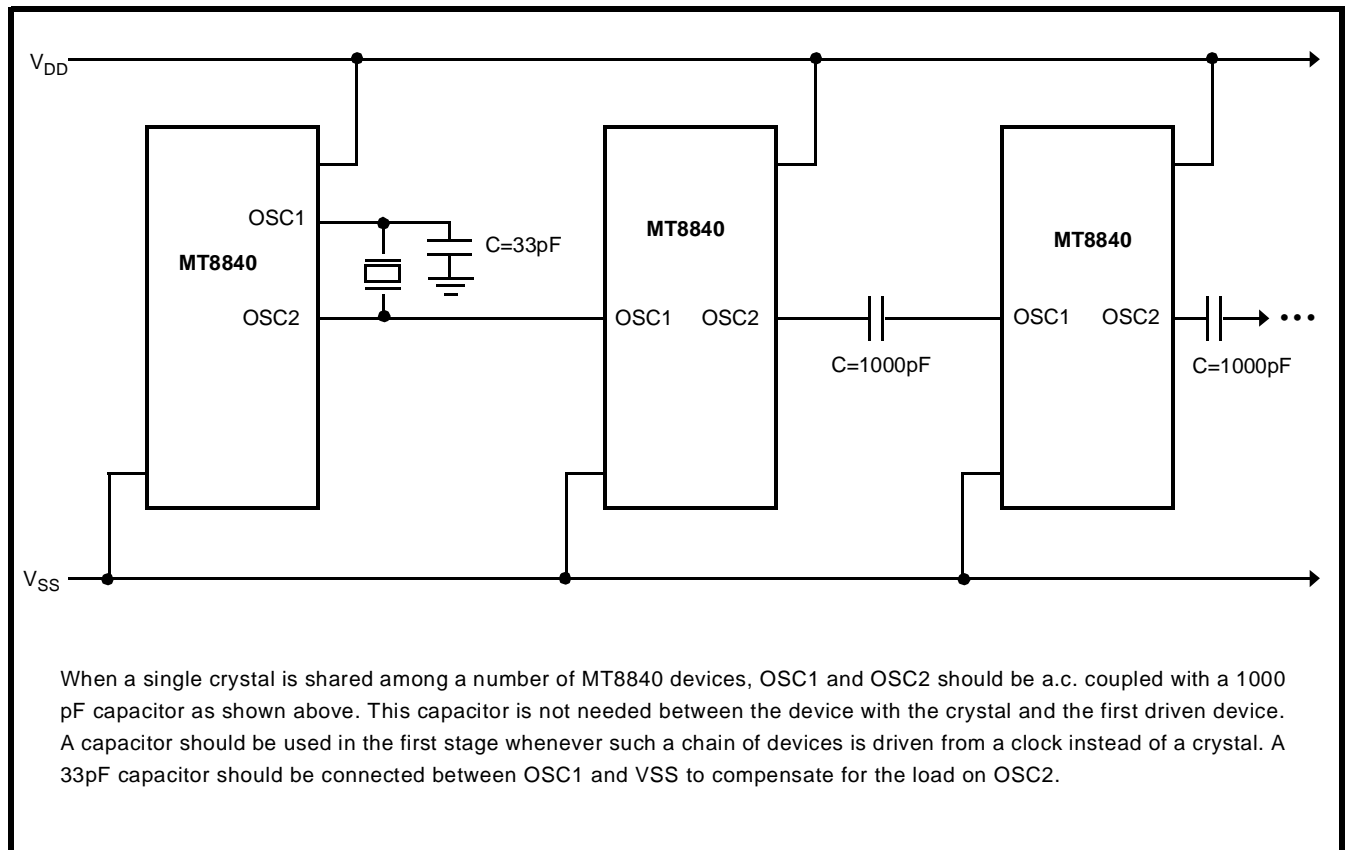 VDD
OSC1
MT8840
OSC2
C=33pF
MT8840
OSC1 OSC2
C=1000pF
MT8840
OSC1 OSC2
•••
C=1000pF
VSS
When a single crystal is shared among a number of MT8840 devices, OSC1 and OSC2 should be a.c. coupled with a 1000
pF capacitor as shown above. This capacitor is not needed between the device with the crystal and the first driven device.
A capacitor should be used in the first stage whenever such a chain of devices is driven from a clock instead of a crystal. A
33pF capacitor should be connected between OSC1 and VSS to compensate for the load on OSC2.